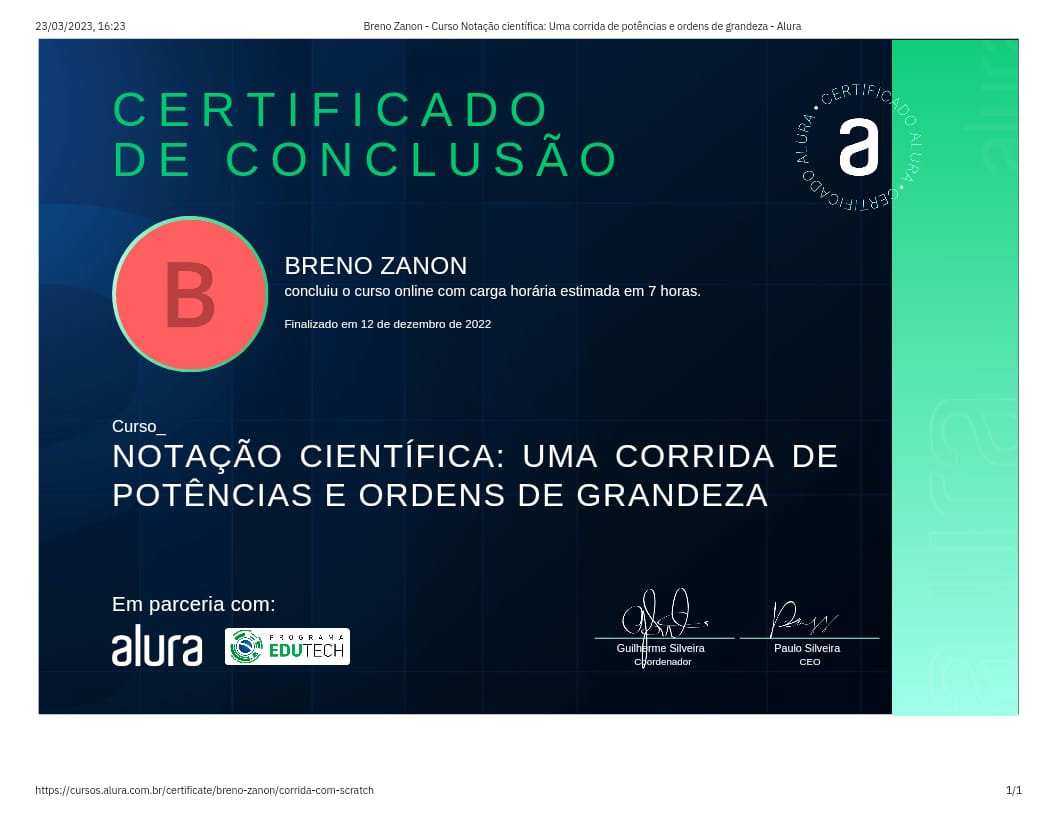 23/03/2023, 16:23
Breno Zanon - Curso Notação científica: Uma corrida de potências e ordens de grandeza - Alura
CERTIFICADO
DE CONCLUSÃO
CERTIFICADO ALURA • CERTIFICADO ALURA •
a
B
BRENO ZANON
concluiu o curso online com carga horária estimada em 7 horas.
Finalizado em 12 de dezembro de 2022
Curso_
NOTAÇÃO CIENTÍFICA: UMA CORRIDA DE
POTÊNCIAS E ORDENS DE GRANDEZA
Em parceria com:
alura
PROGRAMA
EDUTECH
Guilherme Silveira
Coordenador
Paulo Silveira
CEO
alura
alura
https://cursos.alura.com.br/certificate/breno-zanon/corrida-com-scratch
1/1